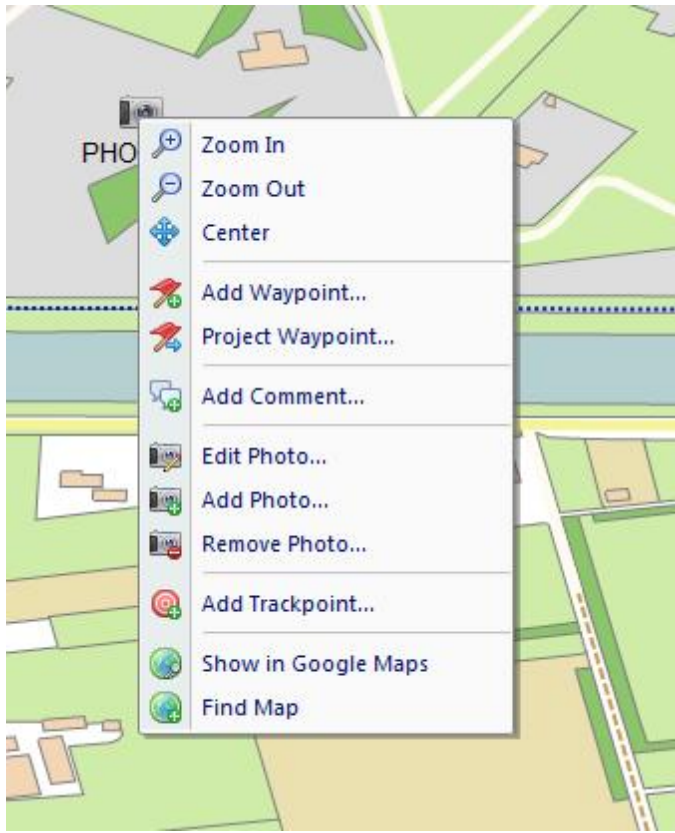 PHO
Zoom In
Zoom Out
Center
Add Waypoint...
Project Waypoint...
Add Comment...
Edit Photo...
Add Photo...
Remove Photo...
Add Trackpoint...
Show in Google Maps
Find Map